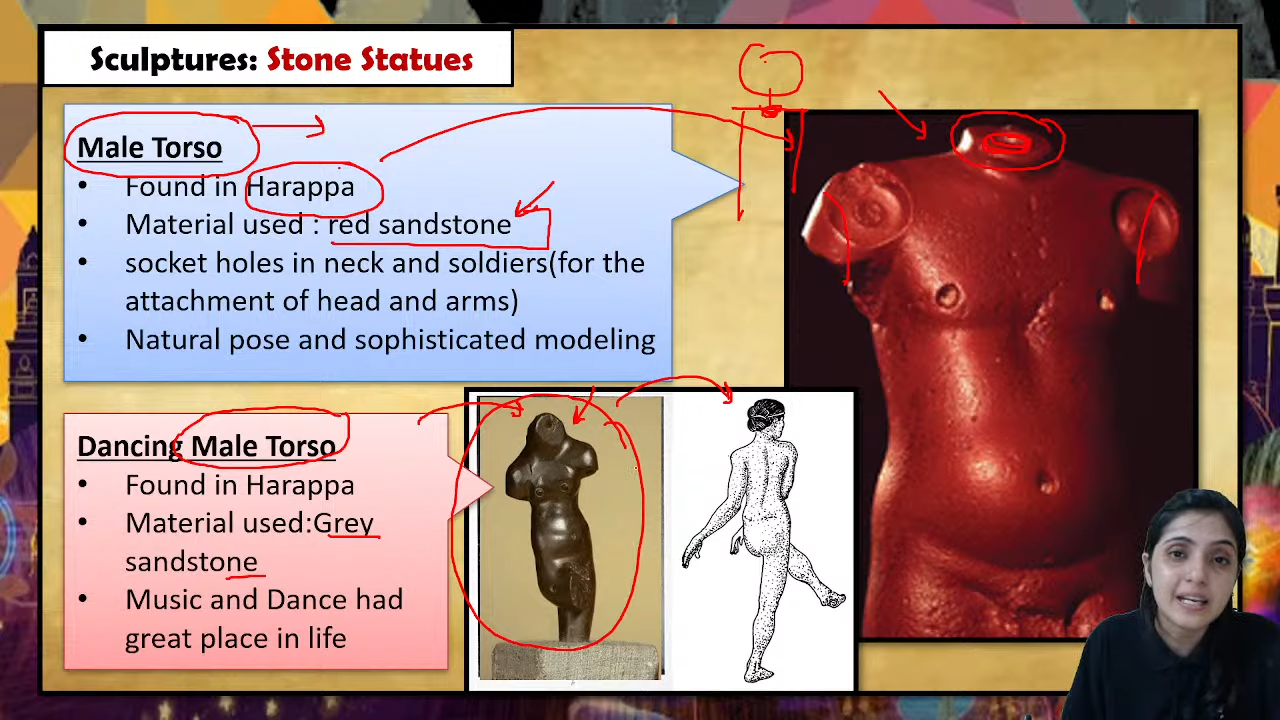 Sculptures: Stone Statues
Male Torso
• Found in Harappa
• Material used : red sandstone
• socket holes in neck and soldiers(for the
attachment of head and arms)
• Natural pose and sophisticated modeling
Dancing Male Torso
• Found in Harappa
• Material used:Grey
sandstone
• Music and Dance had
great place in life